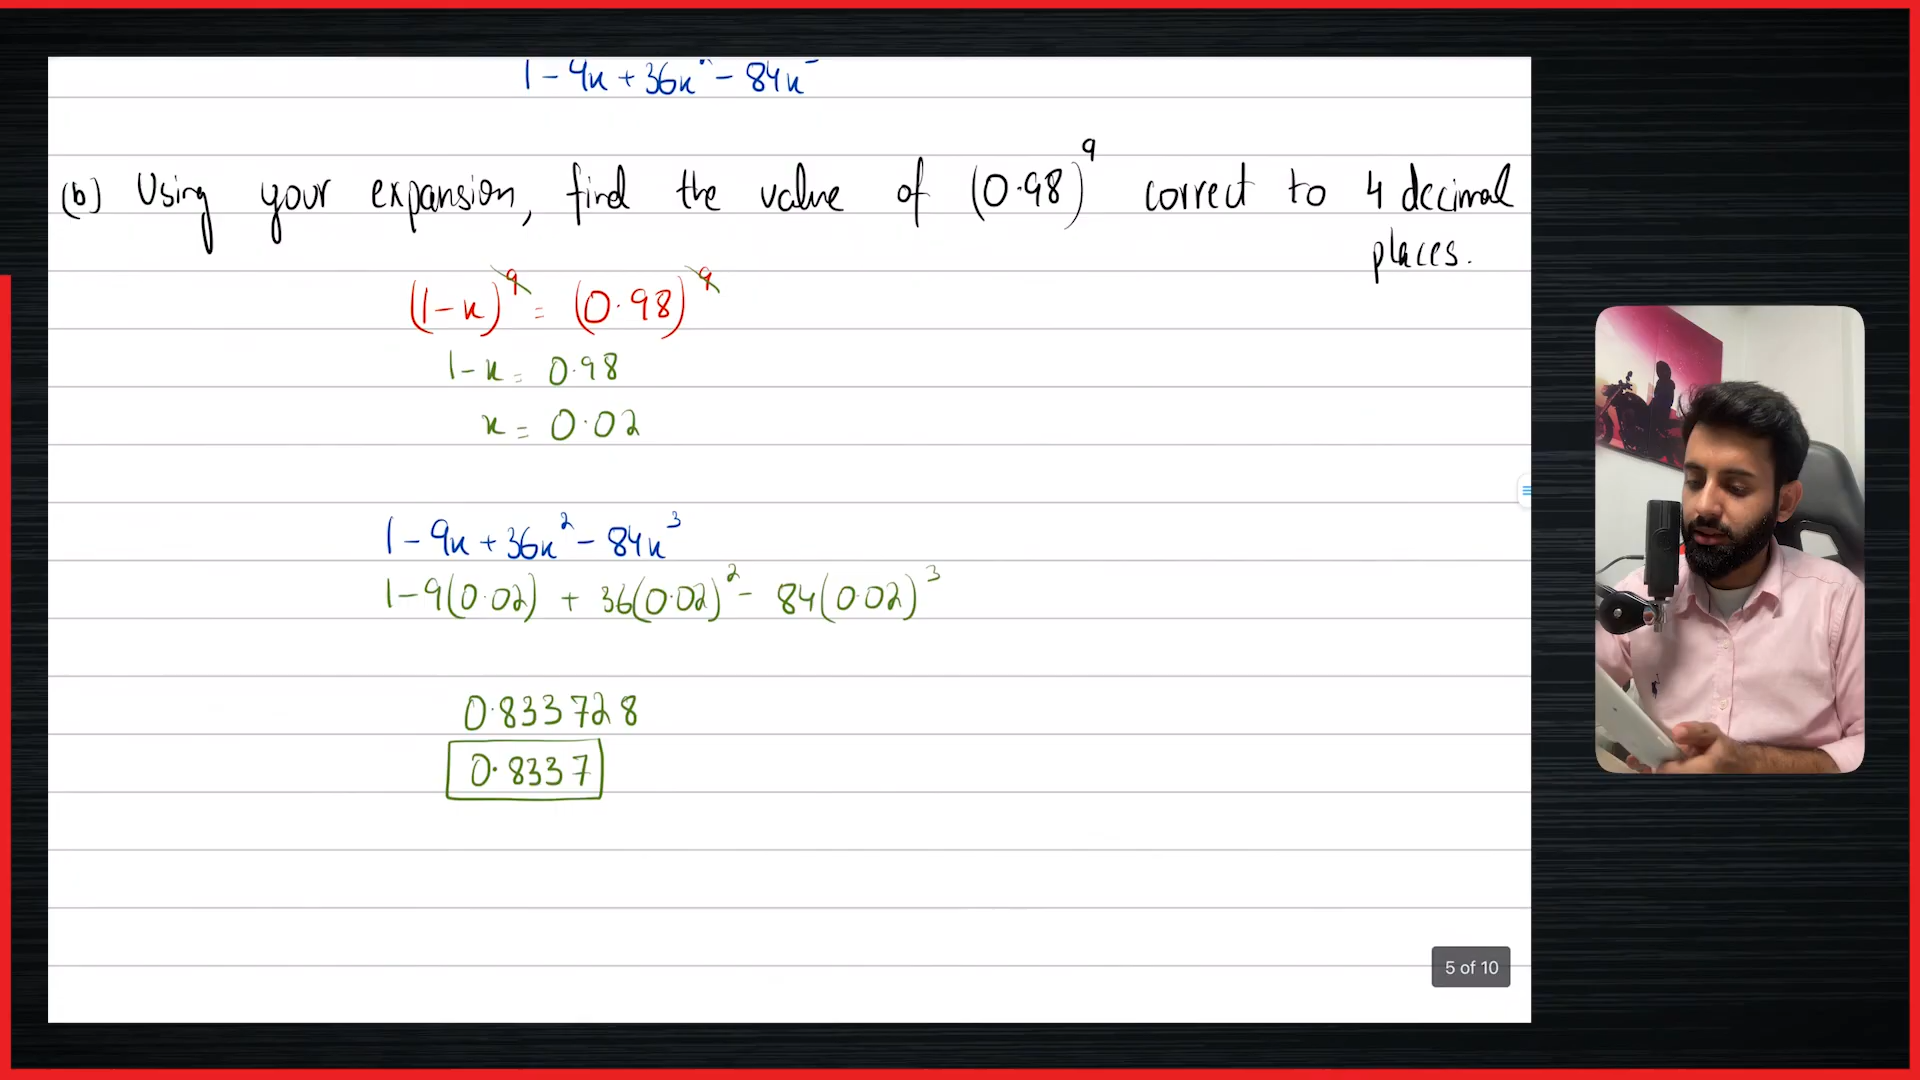 1 - 9x + 36x² - 84x
(b) Using your expansion, find the value of (0.98)⁹ correct to 4 decimal
places.
(1-x)⁹ = (0.98)⁹
1-x = 0.98
x = 0.02
1 - 9x + 36x² - 84x³
1-9(0.02) + 36(0.02)² - 84(0.02)³
0.833728
0.8337
5 of 10